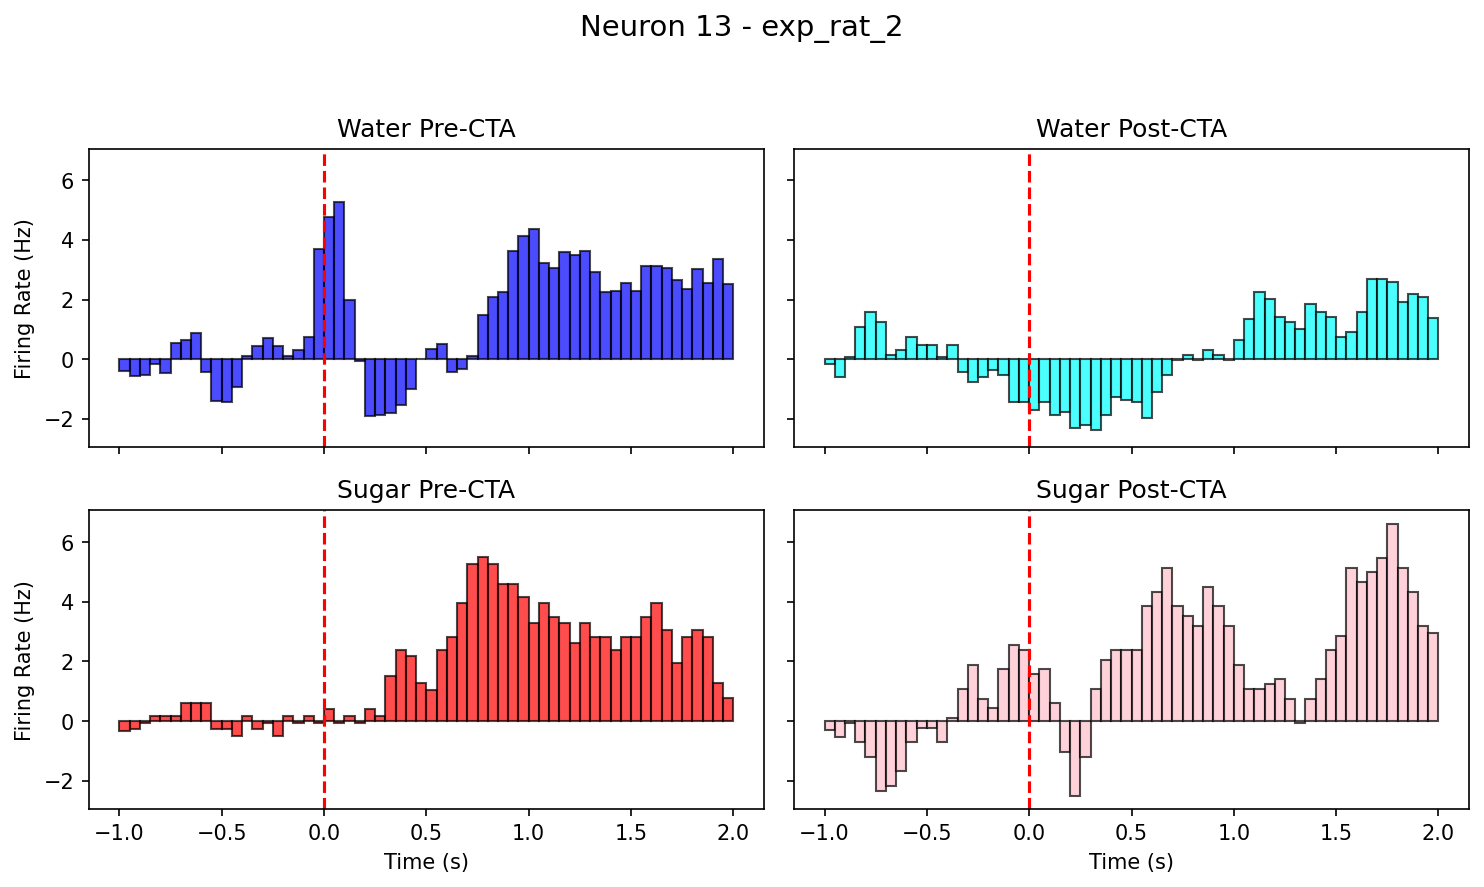 Neuron 13 - exp_rat_2
Water Pre-CTA
Water Post-CTA
Firing Rate (Hz)
6
4
2
0
−2
Sugar Pre-CTA
Sugar Post-CTA
Firing Rate (Hz)
6
4
2
0
−2
−1.0 −0.5 0.0 0.5 1.0 1.5 2.0
−1.0 −0.5 0.0 0.5 1.0 1.5 2.0
Time (s)
Time (s)